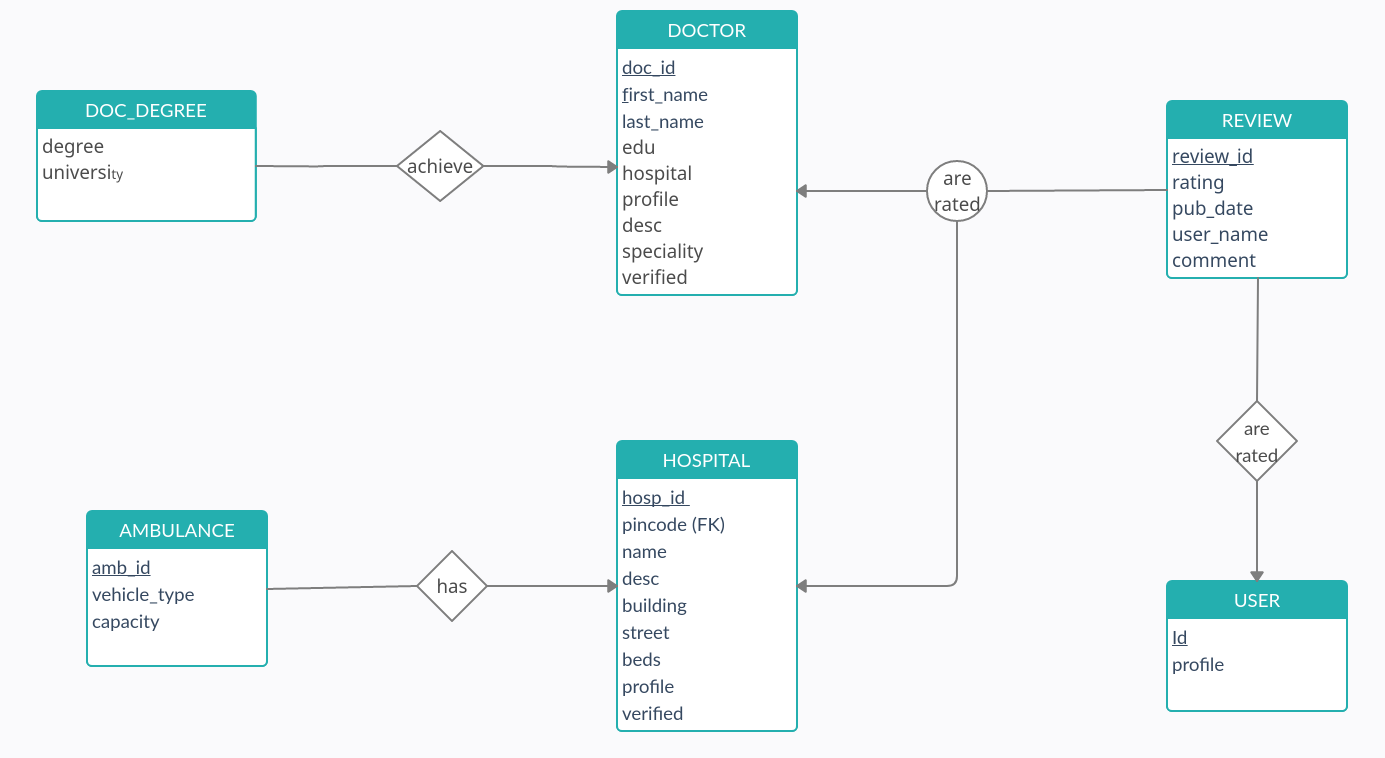 DOCTOR
doc_id
first_name
last_name
edu
hospital
profile
desc
speciality
verified
DOC_DEGREE
degree
university
achieve
are
rated
REVIEW
review_id
rating
pub_date
user_name
comment
are
rated
HOSPITAL
hosp_id
pincode (FK)
name
desc
building
street
beds
profile
verified
AMBULANCE
amb_id
vehicle_type
capacity
has
USER
Id
profile